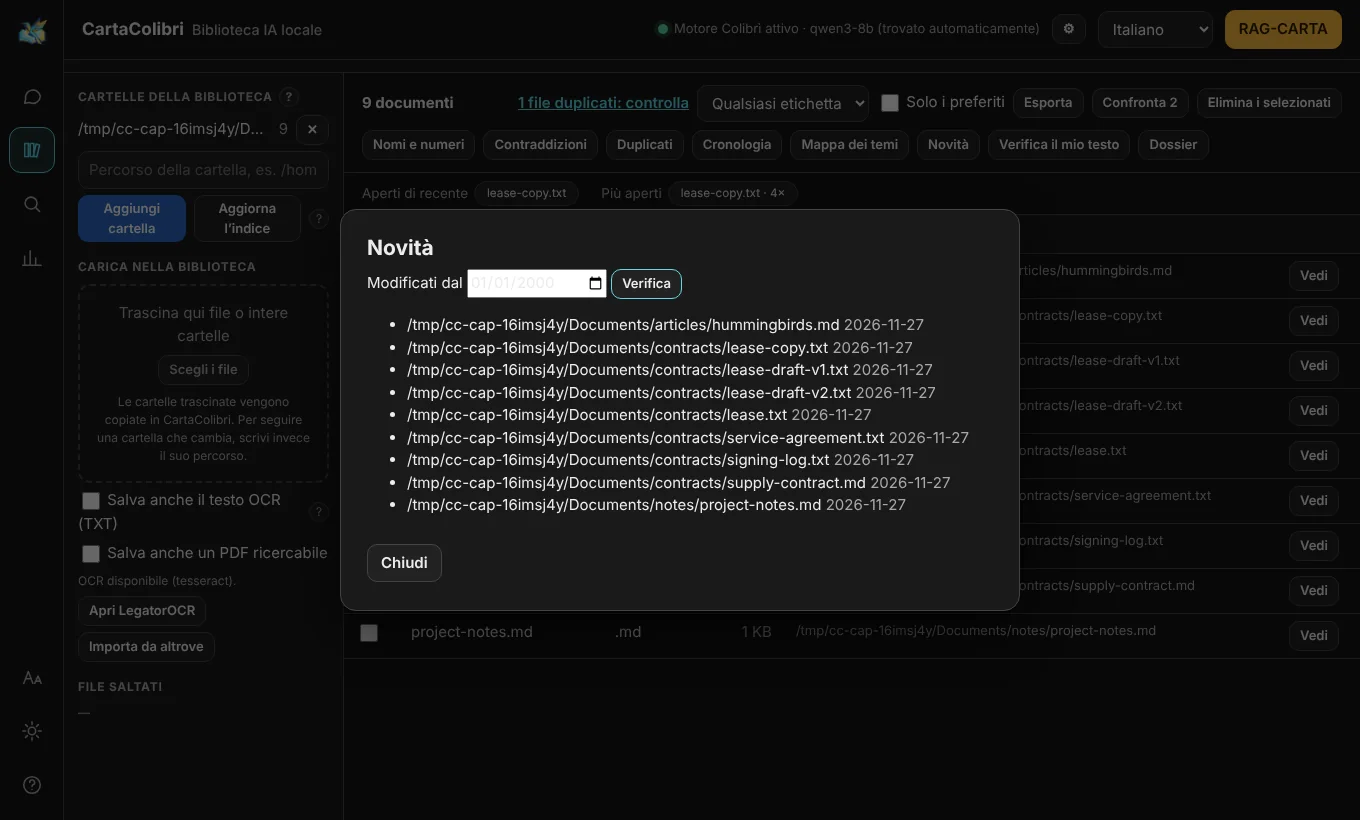 CartaColibri Biblioteca IA locale
Motore Colibrì attivo · qwen3-8b (trovato automaticamente)
Italiano
RAG-CARTA
CARTELLE DELLA BIBLIOTECA ?
/tmp/cc-cap-16imsj4y/D... 9 ✕
Percorso della cartella, es. /hom
Aggiungi cartella
Aggiorna l'indice
?
CARICA NELLA BIBLIOTECA
Trascina qui file o intere
cartelle
Scegli i file
Le cartelle trascinate vengono
copiate in CartaColibri. Per seguire
una cartella che cambia, scrivi invece
il suo percorso.
Salva anche il testo OCR
(TXT)
?
Salva anche un PDF ricercabile
OCR disponibile (tesseract).
Apri LegatorOCR
Importa da altrove
FILE SALTATI
—
AA
9 documenti
1 file duplicati: controlla
Qualsiasi etichetta
Solo i preferiti
Esporta
Confronta 2
Elimina i selezionati
Nomi e numeri
Contraddizioni
Duplicati
Cronologia
Mappa dei temi
Novità
Verifica il mio testo
Dossier
Aperti di recente lease-copy.txt Più aperti lease-copy.txt · 4×
Novità
Modificati dal 01/01/2000 Verifica
/tmp/cc-cap-16imsj4y/Documents/articles/hummingbirds.md 2026-11-27
/tmp/cc-cap-16imsj4y/Documents/contracts/lease-copy.txt 2026-11-27
/tmp/cc-cap-16imsj4y/Documents/contracts/lease-draft-v1.txt 2026-11-27
/tmp/cc-cap-16imsj4y/Documents/contracts/lease-draft-v2.txt 2026-11-27
/tmp/cc-cap-16imsj4y/Documents/contracts/lease.txt 2026-11-27
/tmp/cc-cap-16imsj4y/Documents/contracts/service-agreement.txt 2026-11-27
/tmp/cc-cap-16imsj4y/Documents/contracts/signing-log.txt 2026-11-27
/tmp/cc-cap-16imsj4y/Documents/contracts/supply-contract.md 2026-11-27
/tmp/cc-cap-16imsj4y/Documents/notes/project-notes.md 2026-11-27
Chiudi
rticles/hummingbirds.md Vedi
ontracts/lease-copy.txt Vedi
ontracts/lease-draft-v1.txt Vedi
ontracts/lease-draft-v2.txt Vedi
ontracts/lease.txt Vedi
ontracts/service-agreement.txt Vedi
ontracts/signing-log.txt Vedi
ontracts/supply-contract.md Vedi
project-notes.md .md 1 KB /tmp/cc-cap-16imsj4y/Documents/notes/project-notes.md Vedi